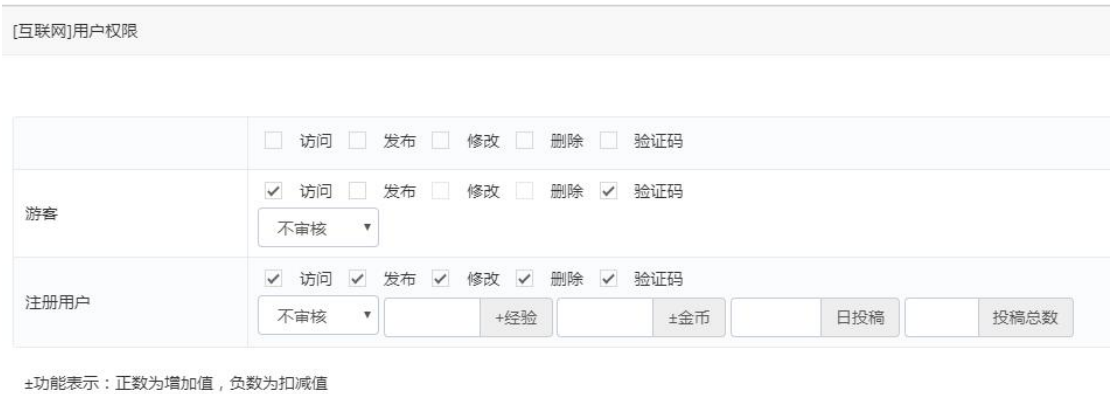 [互联网]用户权限
访问 发布 修改 删除 验证码
游客
访问 发布 修改 删除 验证码
不审核
注册用户
访问 发布 修改 删除 验证码
不审核 +经验 ±金币 日投稿 投稿总数
±功能表示：正数为增加值，负数为扣减值